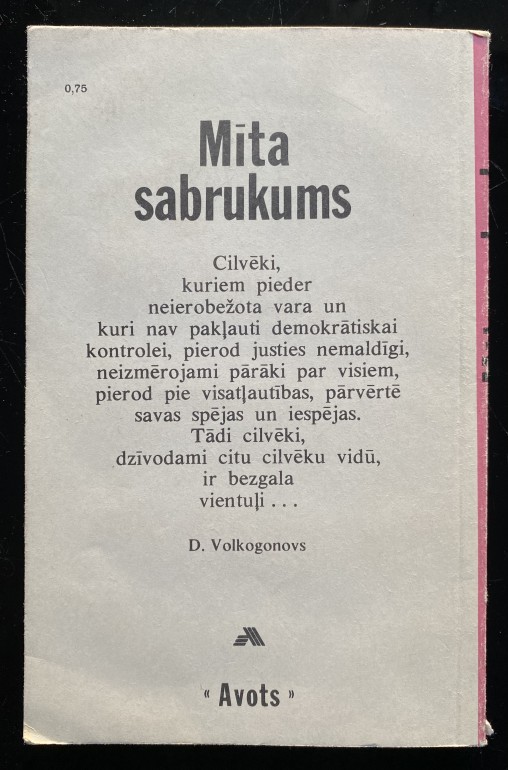 0,75
Mīta
sabrukums
Cilvēki,
kuriem pieder
neierobežota vara un
kuri nav pakļauti demokrātiskai
kontrolei, pierod justies nemaldīgi,
neizmērojami pārāki par visiem,
pierod pie visatļautības, pārvērtē
savas spējas un iespējas.
Tādi cilvēki,
dzīvodami citu cilvēku vidū,
ir bezgala
vientuļi . . .
D. Volkogonovs
« Avots »